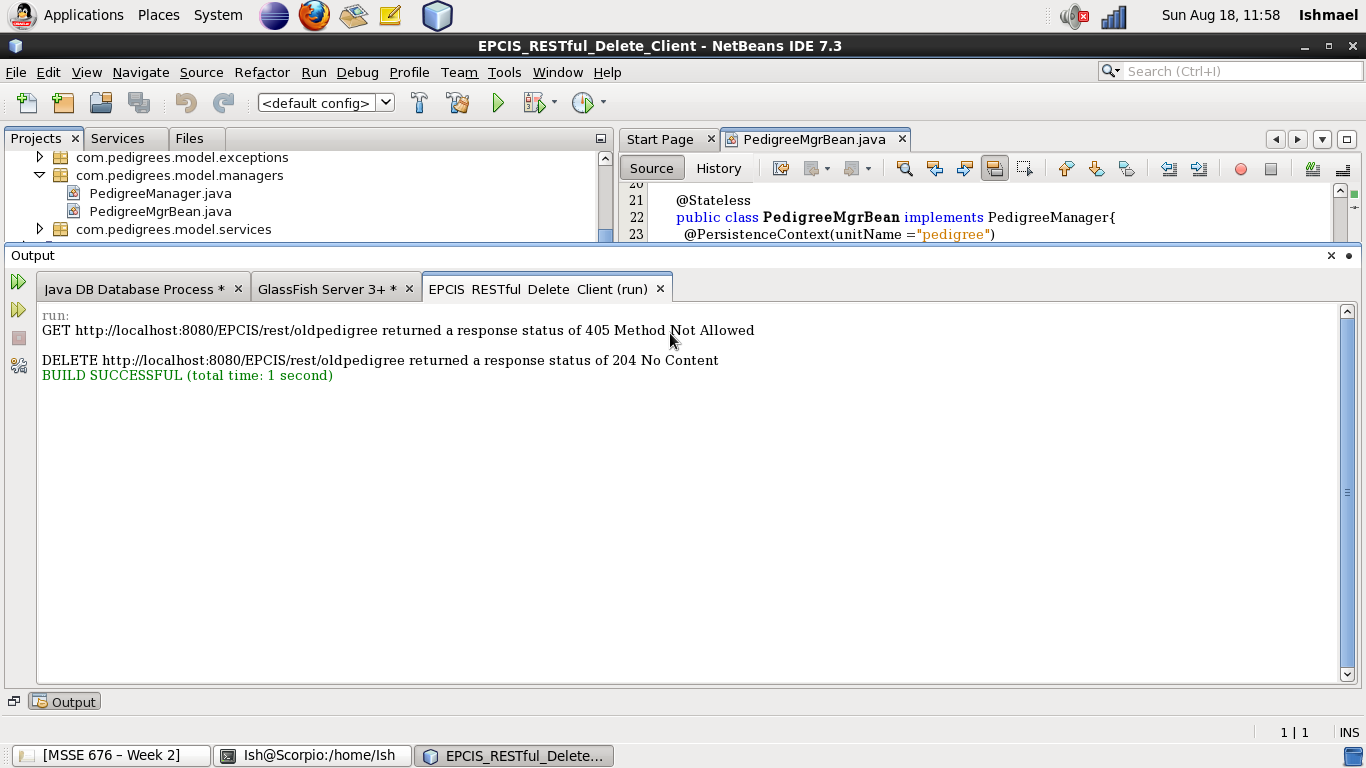 Applications Places System Sun Aug 18, 11:58 Ishmael
EPCIS_RESTful_Delete_Client - NetBeans IDE 7.3
File Edit View Navigate Source Refactor Run Debug Profile Team Tools Window Help Search (Ctrl+I)
<default config>
Projects Services Files
com.pedigrees.model.exceptions
com.pedigrees.model.managers
PedigreeManager.java
PedigreeMgrBean.java
com.pedigrees.model.services
Start Page PedigreeMgrBean.java
Source History
20
21 @Stateless
22 public class PedigreeMgrBean implements PedigreeManager{
23 @PersistenceContext(unitName ="pedigree")
Output
Java DB Database Process * GlassFish Server 3+ * EPCIS_RESTful_Delete_Client (run)
run:
GET http://localhost:8080/EPCIS/rest/oldpedigree returned a response status of 405 Method Not Allowed
DELETE http://localhost:8080/EPCIS/rest/oldpedigree returned a response status of 204 No Content
BUILD SUCCESSFUL (total time: 1 second)
Output
1 | 1 INS
[MSSE 676 – Week 2] Ish@Scorpio:/home/Ish EPCIS_RESTful_Delete...